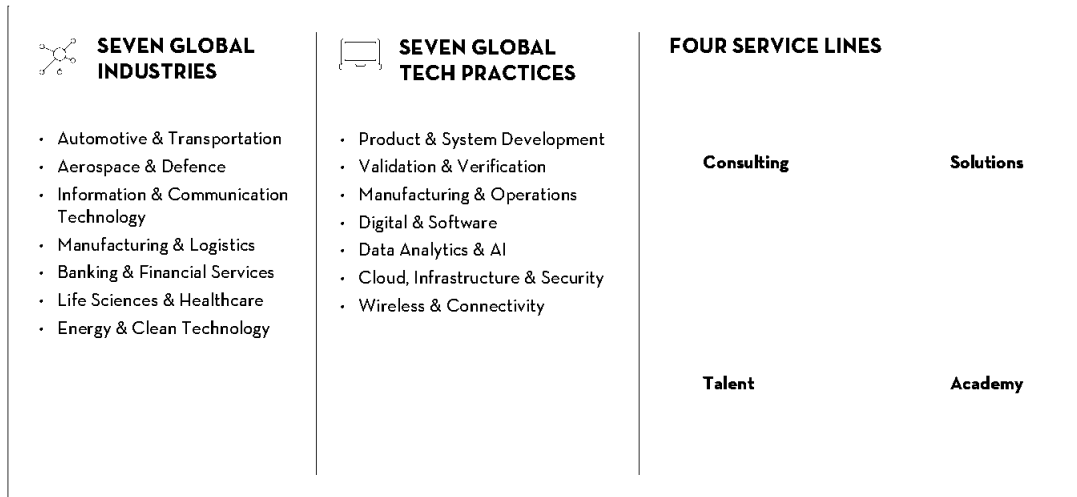 SEVEN GLOBAL
INDUSTRIES
• Automotive & Transportation
• Aerospace & Defence
• Information & Communication
Technology
• Manufacturing & Logistics
• Banking & Financial Services
• Life Sciences & Healthcare
• Energy & Clean Technology
SEVEN GLOBAL
TECH PRACTICES
• Product & System Development
• Validation & Verification
• Manufacturing & Operations
• Digital & Software
• Data Analytics & AI
• Cloud, Infrastructure & Security
• Wireless & Connectivity
FOUR SERVICE LINES
Consulting
Solutions
Talent
Academy